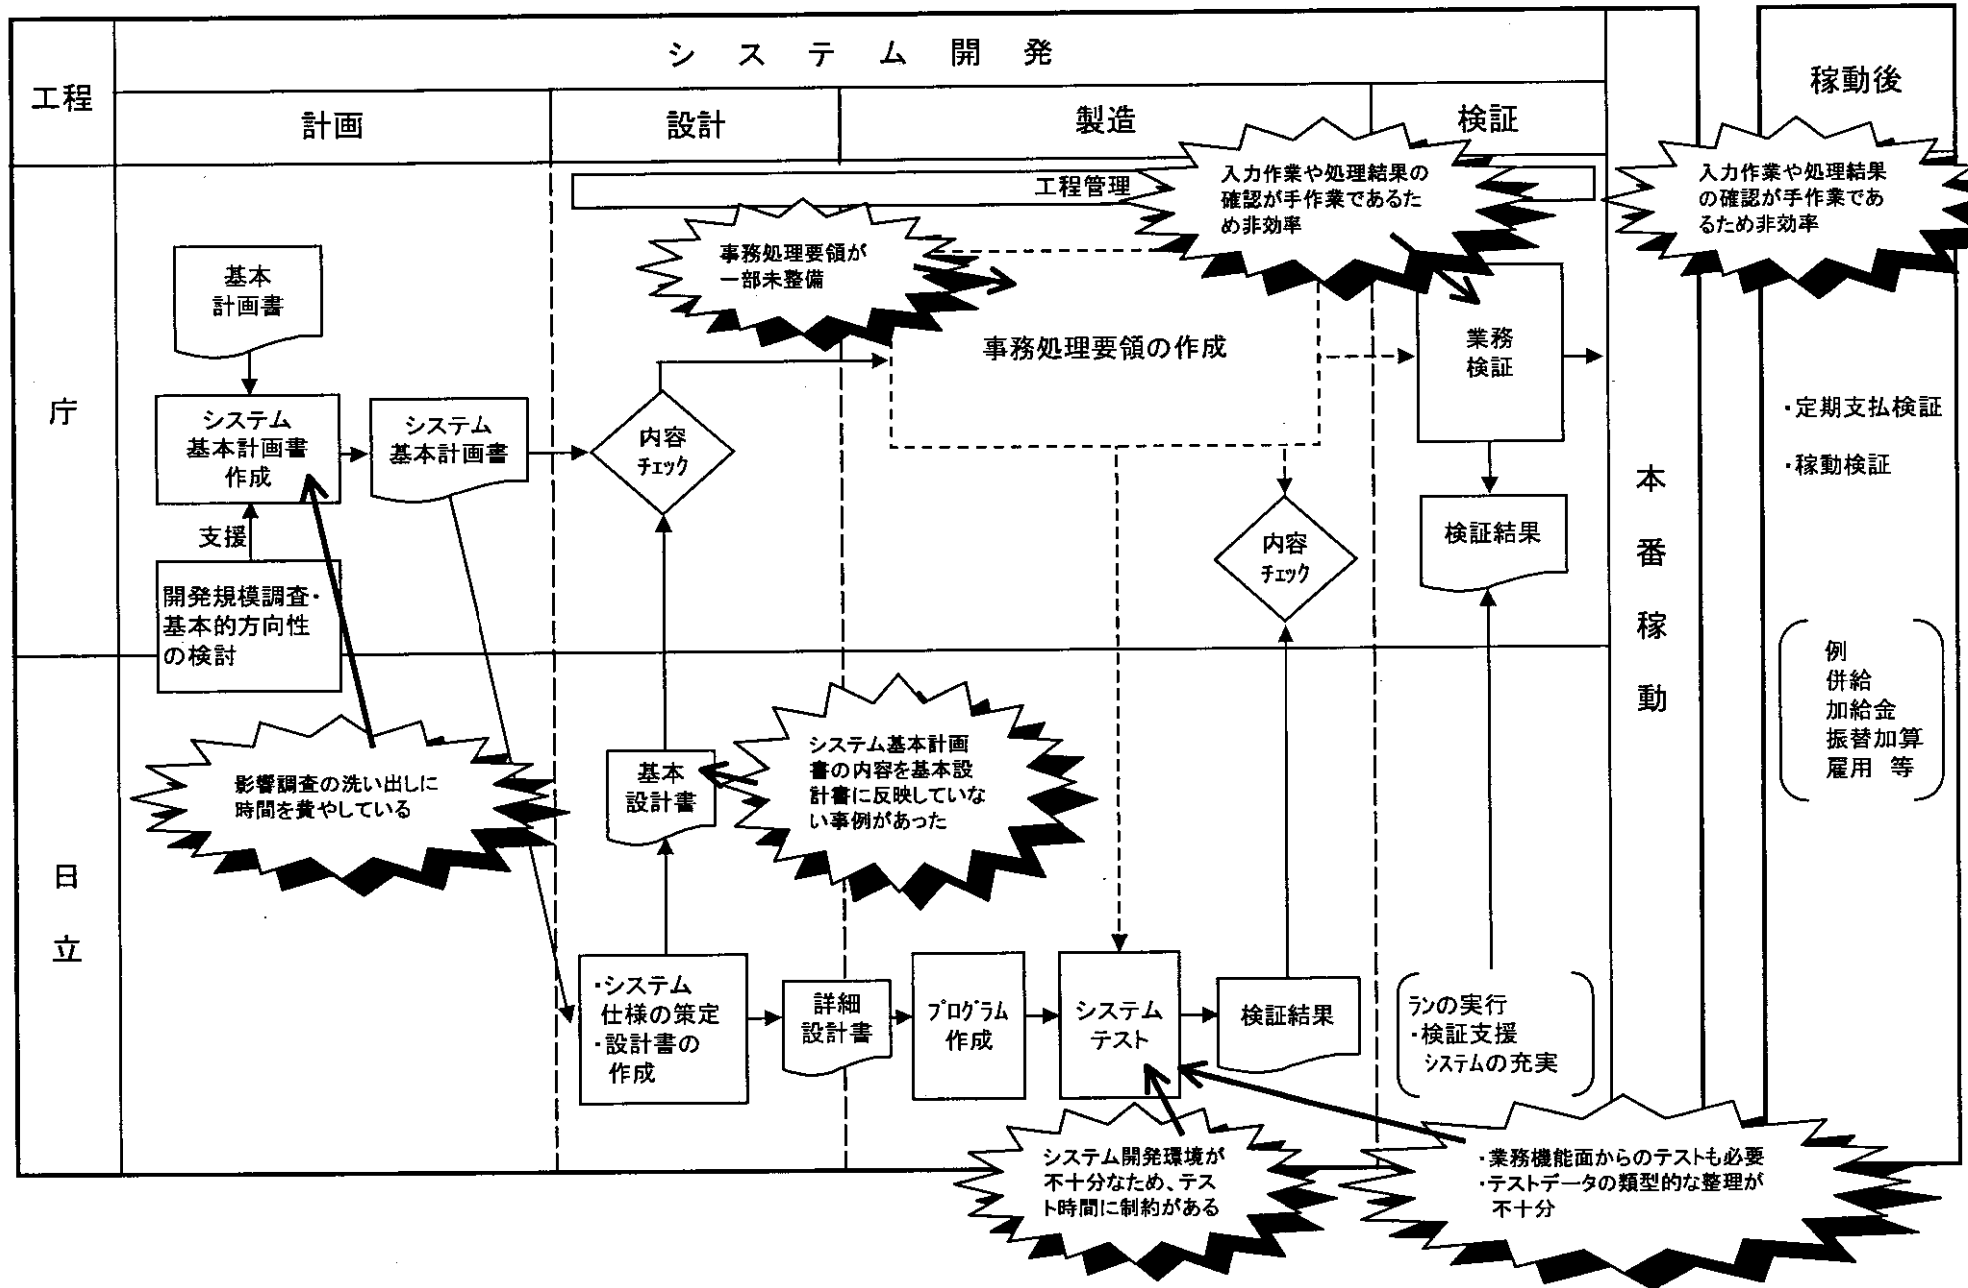 システム開発
工程
計画
設計
製造
検証
稼動後
工程管理
入力作業や処理結果の
確認が手作業であるた
め非効率
入力作業や処理結果
の確認が手作業であ
るため非効率
事務処理要領が
一部未整備
基本
計画書
事務処理要領の作成
業務
検証
庁
システム
基本計画書
作成
システム
基本計画書
内容
チェック
・定期支払検証
・稼動検証
支援
内容
チェック
検証結果
本番稼動
開発規模調査・
基本的方向性
の検討
例
併給
加給金
振替加算
雇用 等
影響調査の洗い出しに
時間を費やしている
基本
設計書
システム基本計画
書の内容を基本設
計書に反映していな
い事例があった
日立
・システム
仕様の策定
・設計書の
作成
詳細
設計書
プログラム
作成
システム
テスト
検証結果
ランの実行
・検証支援
システムの充実
システム開発環境が
不十分なため、テス
ト時間に制約がある
・業務機能面からのテストも必要
・テストデータの類型的な整理が
不十分